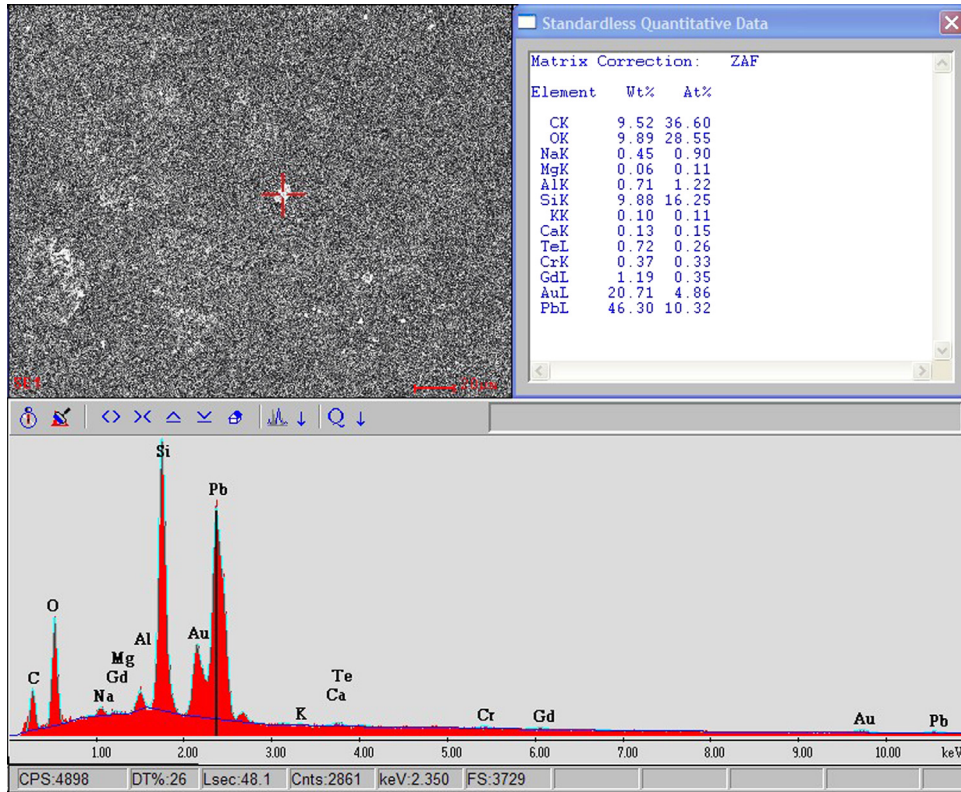 Standardless Quantitative Data
Matrix Correction: ZAF
Element Wt% At%
CK 9.52 36.60
OK 9.89 28.55
NaK 0.45 0.90
MgK 0.06 0.11
AlK 0.71 1.22
SiK 9.88 16.25
KK 0.10 0.11
CaK 0.13 0.15
TeL 0.72 0.26
CrK 0.37 0.33
GdL 1.19 0.35
AuL 20.71 4.86
PbL 46.30 10.32
Q
Si
Pb
O
Au
Al
Mg
Te
C
Gd
Ca
Na
K
Cr
Gd
Au
Pb
1.00 2.00 3.00 4.00 5.00 6.00 7.00 8.00 9.00 10.00 keV
CPS:4898 DT%:26 Lsec:48.1 Cnts:2861 keV:2.350 FS:3729